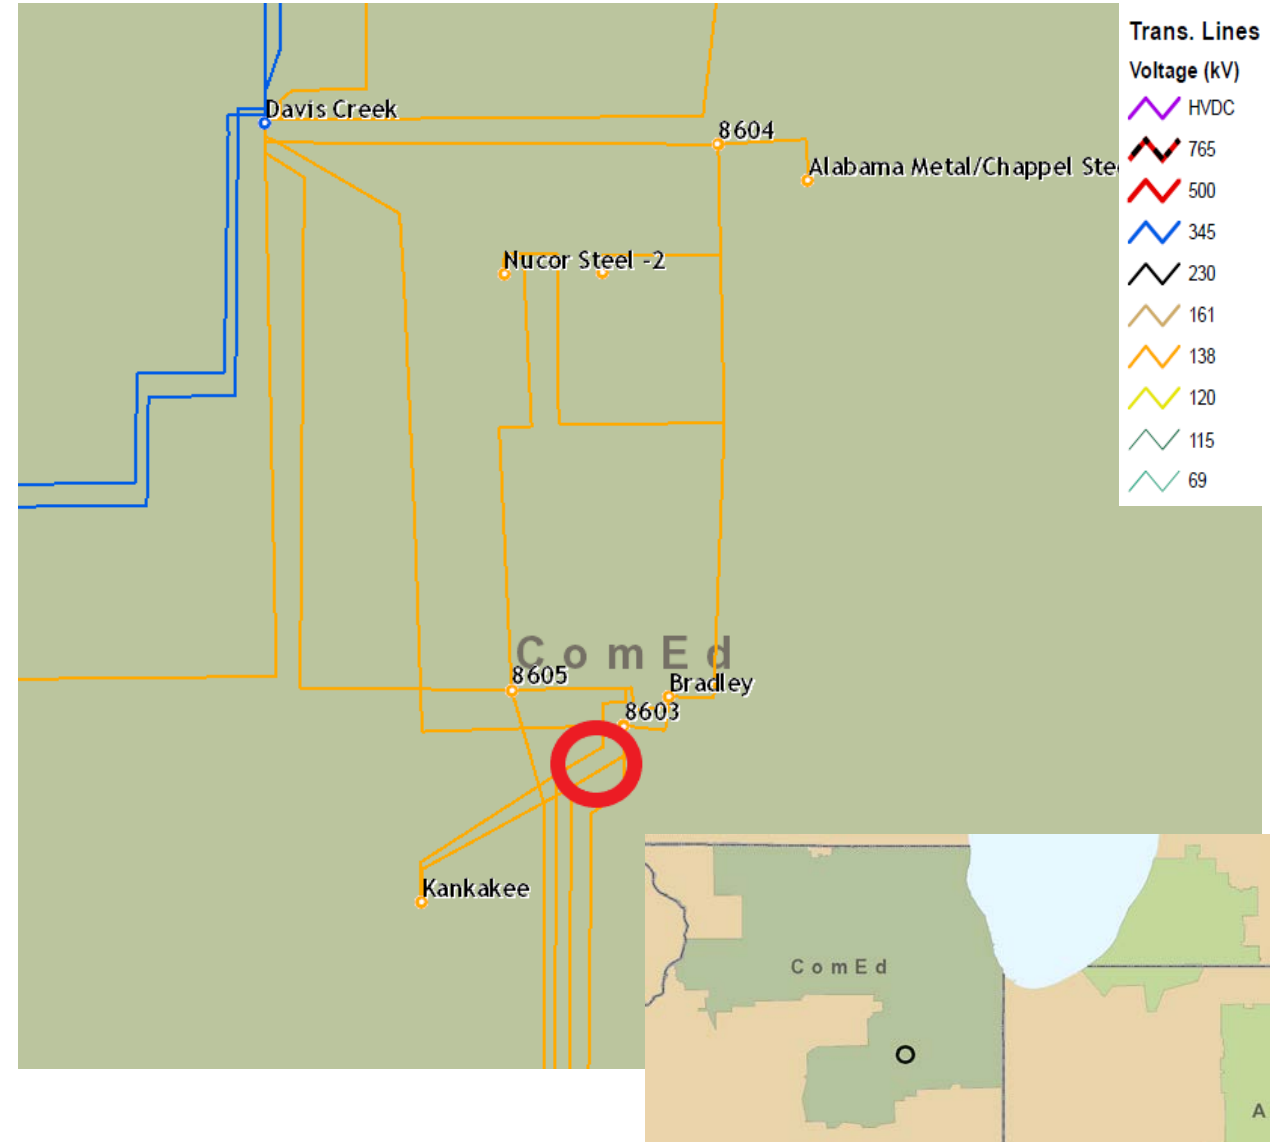 Trans. Lines
Voltage (kV)
HVDC
765
500
345
230
161
138
120
115
69
Davis Creek
8604
Alabama Metal/Chappel Ste
Nucor Steel -2
ComEd
8605
Bradley
8603
Kankakee
ComEd
A